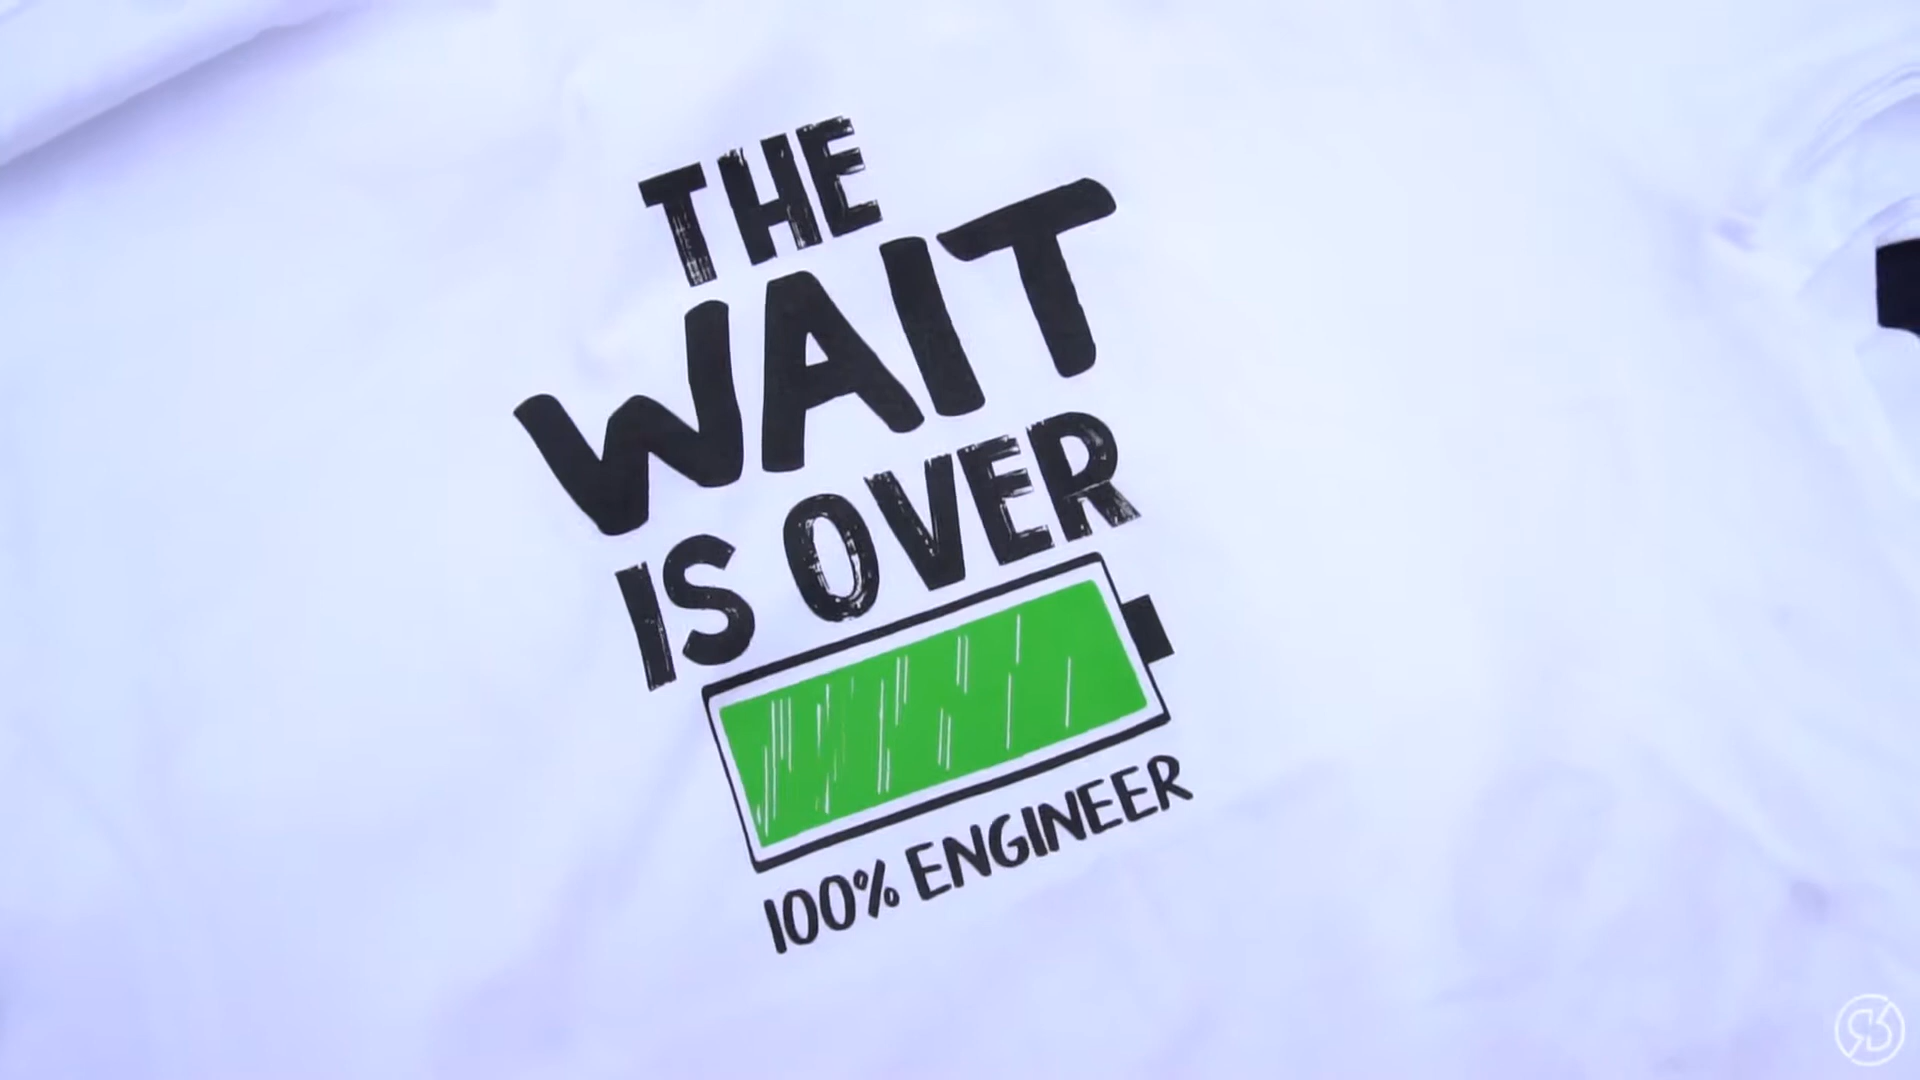 THE
WAIT
IS OVER
100% ENGINEER